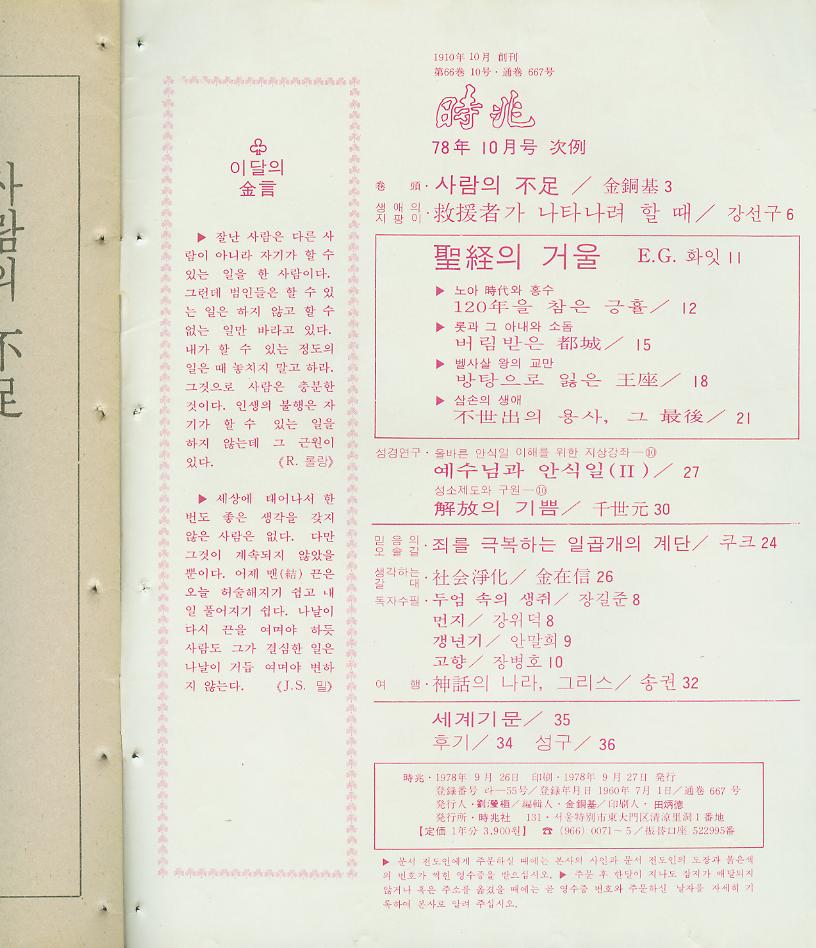 사람의 不足
이달의
金言
▶ 잘난 사람은 다른 사
람이 아니라 자기가 할 수
있는 일을 한 사람이다.
그런데 범인들은 할 수 있
는 일은 하지 않고 할 수
없는 일만 바라고 있다.
내가 할 수 있는 정도의
일은 때 놓치지 말고 하라.
그것으로 사람은 충분한
것이다. 인생의 불행은 자
기가 할 수 있는 일을
하지 않는데 그 근원이
있다. 《R. 롤랑》
▶ 세상에 태어나서 한
번도 좋은 생각을 갖지
않은 사람은 없다. 다만
그것이 계속되지 않았을
뿐이다. 어제 맨(結) 끈은
오늘 허술해지기 쉽고 내
일 풀어지기 쉽다. 나날이
다시 끈을 여며야 하듯
사람도 그가 결심한 일은
나날이 거듭 여며야 변하
지 않는다. 《J.S. 밀》
1910年 10月 創刊
第66巻 10号·通巻 667号
時兆
78年 10月号 次例
巻頭·사람의 不足／ 金銅基 3
생애의 지팡이·救援者가 나타나려 할 때／ 강선구 6
聖経의 거울 E.G. 화잇 11
▶ 노아 時代와 홍수
120年을 참은 긍휼／ 12
▶ 롯과 그 아내와 소돔
버림받은 都城／ 15
▶ 벨사살 왕의 교만
방탕으로 잃은 王座／ 18
▶ 삼손의 생애
不世出의 용사, 그 最後／ 21
성경연구·올바른 안식일 이해를 위한 지상강좌—⑩
예수님과 안식일(II)／ 27
성소제도와 구원—⑩
解放의 기쁨／ 千世元 30
믿음의 오솔길·죄를 극복하는 일곱개의 계단／ 쿠크 24
생각하는 갈대·社会淨化／ 金在信 26
독자수필·두엄 속의 생쥐／ 장길준 8
먼지／ 강위덕 8
갱년기／ 안말희 9
고향／ 장병호 10
여행·神話의 나라, 그리스／ 송권 32
세계기문／ 35
후기／ 34 성구／ 36
時兆·1978年 9月 26日 印刷·1978年 9月 27日 発行
登録番号 라—55号／登録年月日 1960年 7月 1日／通巻 667号
発行人·劉瀅桓／編輯人·金銅基／印刷人·田炳德
発行所·時兆社 131·서울特別市東大門区清涼里洞 1番地
【定価 1年分 3,900원】 ☎ (966) 0071～5／振替口座 522995番
▶ 문서 전도인에게 주문하실 때에는 본사의 사인과 문서 전도인의 도장과 붉은색
의 번호가 찍힌 영수증을 받으십시오. ▶ 주문 후 한달이 지나도 잡지가 배달되지
않거나 혹은 주소를 옮겼을 때에는 곧 영수증 번호와 주문하신 날자를 자세히 기
록하여 본사로 알려 주십시오.